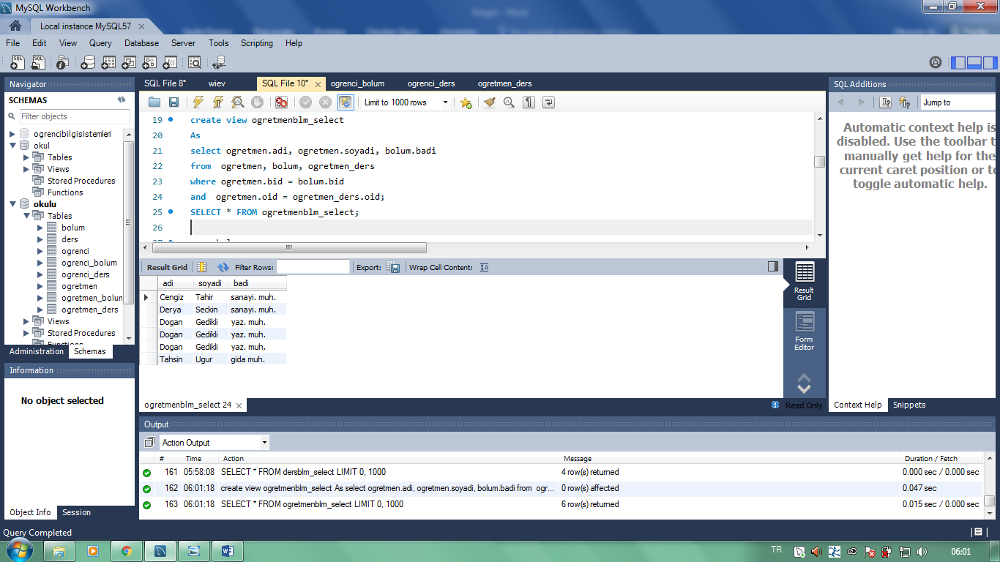 MySQL Workbench
Local instance MySQL57
File Edit View Query Database Server Tools Scripting Help
Navigator
SCHEMAS
Filter objects
ogrencibilgisistemleri
okul
Tables
Views
Stored Procedures
Functions
okulu
Tables
bolum
ders
ogrenci
ogrenci_bolum
ogrenci_ders
ogretmen
ogretmen_bolun
ogretmen_ders
Views
Stored Procedures
Administration Schemas
Information
No object selected
Object Info Session
SQL File 8* wiev SQL File 10* ogrenci_bolum ogrenci_ders ogretmen_ders
Limit to 1000 rows
19 create view ogretmenblm_select
20 As
21 select ogretmen.adi, ogretmen.soyadi, bolum.badi
22 from ogretmen, bolum, ogretmen_ders
23 where ogretmen.bid = bolum.bid
24 and ogretmen.oid = ogretmen_ders.oid;
25 SELECT * FROM ogretmenblm_select;
26
Result Grid Filter Rows: Export: Wrap Cell Content:
adi soyadi badi
Cengiz Tahir sanayi. muh.
Derya Seckin sanayi. muh.
Dogan Gedikli yaz. muh.
Dogan Gedikli yaz. muh.
Dogan Gedikli yaz. muh.
Tahsin Ugur gida muh.
Result
Grid
Form
Editor
ogretmenblm_select 24
Read Only
SQL Additions
Jump to
Automatic context help is
disabled. Use the toolbar t
manually get help for the
current caret position or to
toggle automatic help.
Context Help Snippets
Output
Action Output
# Time Action Message Duration / Fetch
161 05:58:08 SELECT * FROM dersblm_select LIMIT 0, 1000 4 row(s) returned 0.000 sec / 0.000 sec
162 06:01:18 create view ogretmenblm_select As select ogretmen.adi, ogretmen.soyadi, bolum.badi from ogr... 0 row(s) affected 0.047 sec
163 06:01:18 SELECT * FROM ogretmenblm_select LIMIT 0, 1000 6 row(s) returned 0.015 sec / 0.000 sec
Query Completed
TR 06:01